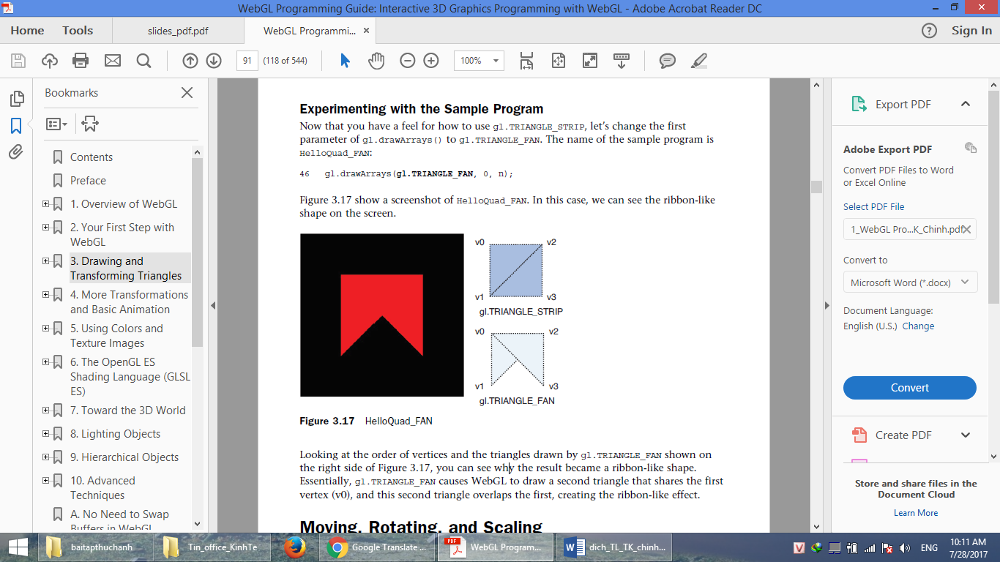 WebGL Programming Guide: Interactive 3D Graphics Programming with WebGL - Adobe Acrobat Reader DC
Home Tools slides_pdf.pdf WebGL Programmi... × ? Sign In
91 (118 of 544) 100%
Bookmarks
Contents
Preface
1. Overview of WebGL
2. Your First Step with
WebGL
3. Drawing and
Transforming Triangles
4. More Transformations
and Basic Animation
5. Using Colors and
Texture Images
6. The OpenGL ES
Shading Language (GLSL
ES)
7. Toward the 3D World
8. Lighting Objects
9. Hierarchical Objects
10. Advanced
Techniques
A. No Need to Swap
Buffers in WebGL
Experimenting with the Sample Program
Now that you have a feel for how to use gl.TRIANGLE_STRIP, let's change the first
parameter of gl.drawArrays() to gl.TRIANGLE_FAN. The name of the sample program is
HelloQuad_FAN:
46 gl.drawArrays(gl.TRIANGLE_FAN, 0, n);
Figure 3.17 show a screenshot of HelloQuad_FAN. In this case, we can see the ribbon-like
shape on the screen.
v0 v2
v1 v3
gl.TRIANGLE_STRIP
v0 v2
v1 v3
gl.TRIANGLE_FAN
Figure 3.17 HelloQuad_FAN
Looking at the order of vertices and the triangles drawn by gl.TRIANGLE_FAN shown on
the right side of Figure 3.17, you can see why the result became a ribbon-like shape.
Essentially, gl.TRIANGLE_FAN causes WebGL to draw a second triangle that shares the first
vertex (v0), and this second triangle overlaps the first, creating the ribbon-like effect.
Moving, Rotating, and Scaling
Export PDF
Adobe Export PDF
Convert PDF Files to Word
or Excel Online
Select PDF File
1_WebGL Pro...K_Chinh.pdf
Convert to
Microsoft Word (*.docx)
Document Language:
English (U.S.) Change
Convert
Create PDF
Store and share files in the
Document Cloud
Learn More
baitapthuchanh Tin_office_KinhTe Google Translate ... WebGL Program... dich_TL_TK_chinh... ENG
10:11 AM
7/28/2017